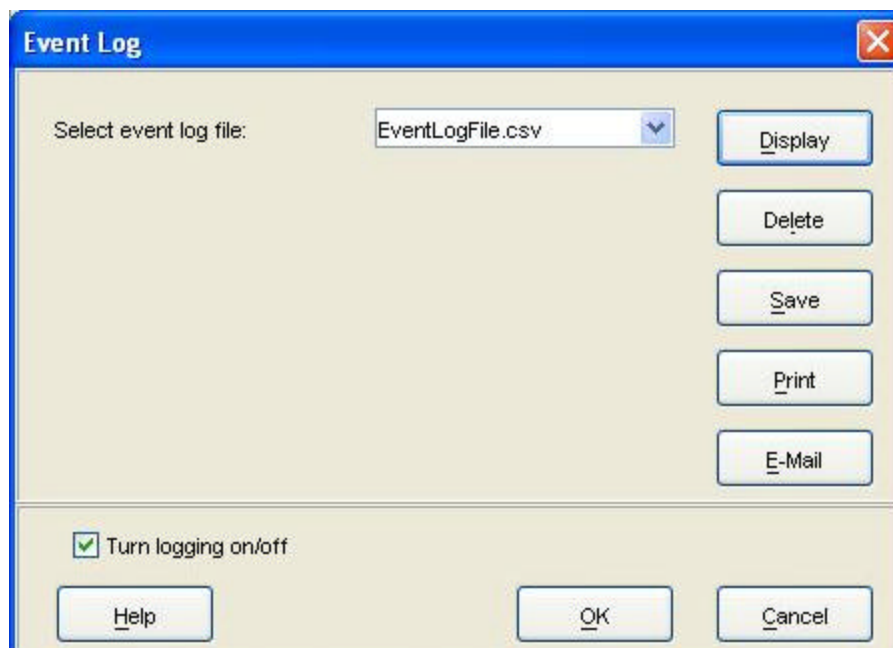 Event Log
Select event log file:
EventLogFile.csv
Display
Delete
Save
Print
E-Mail
Turn logging on/off
Help
OK
Cancel